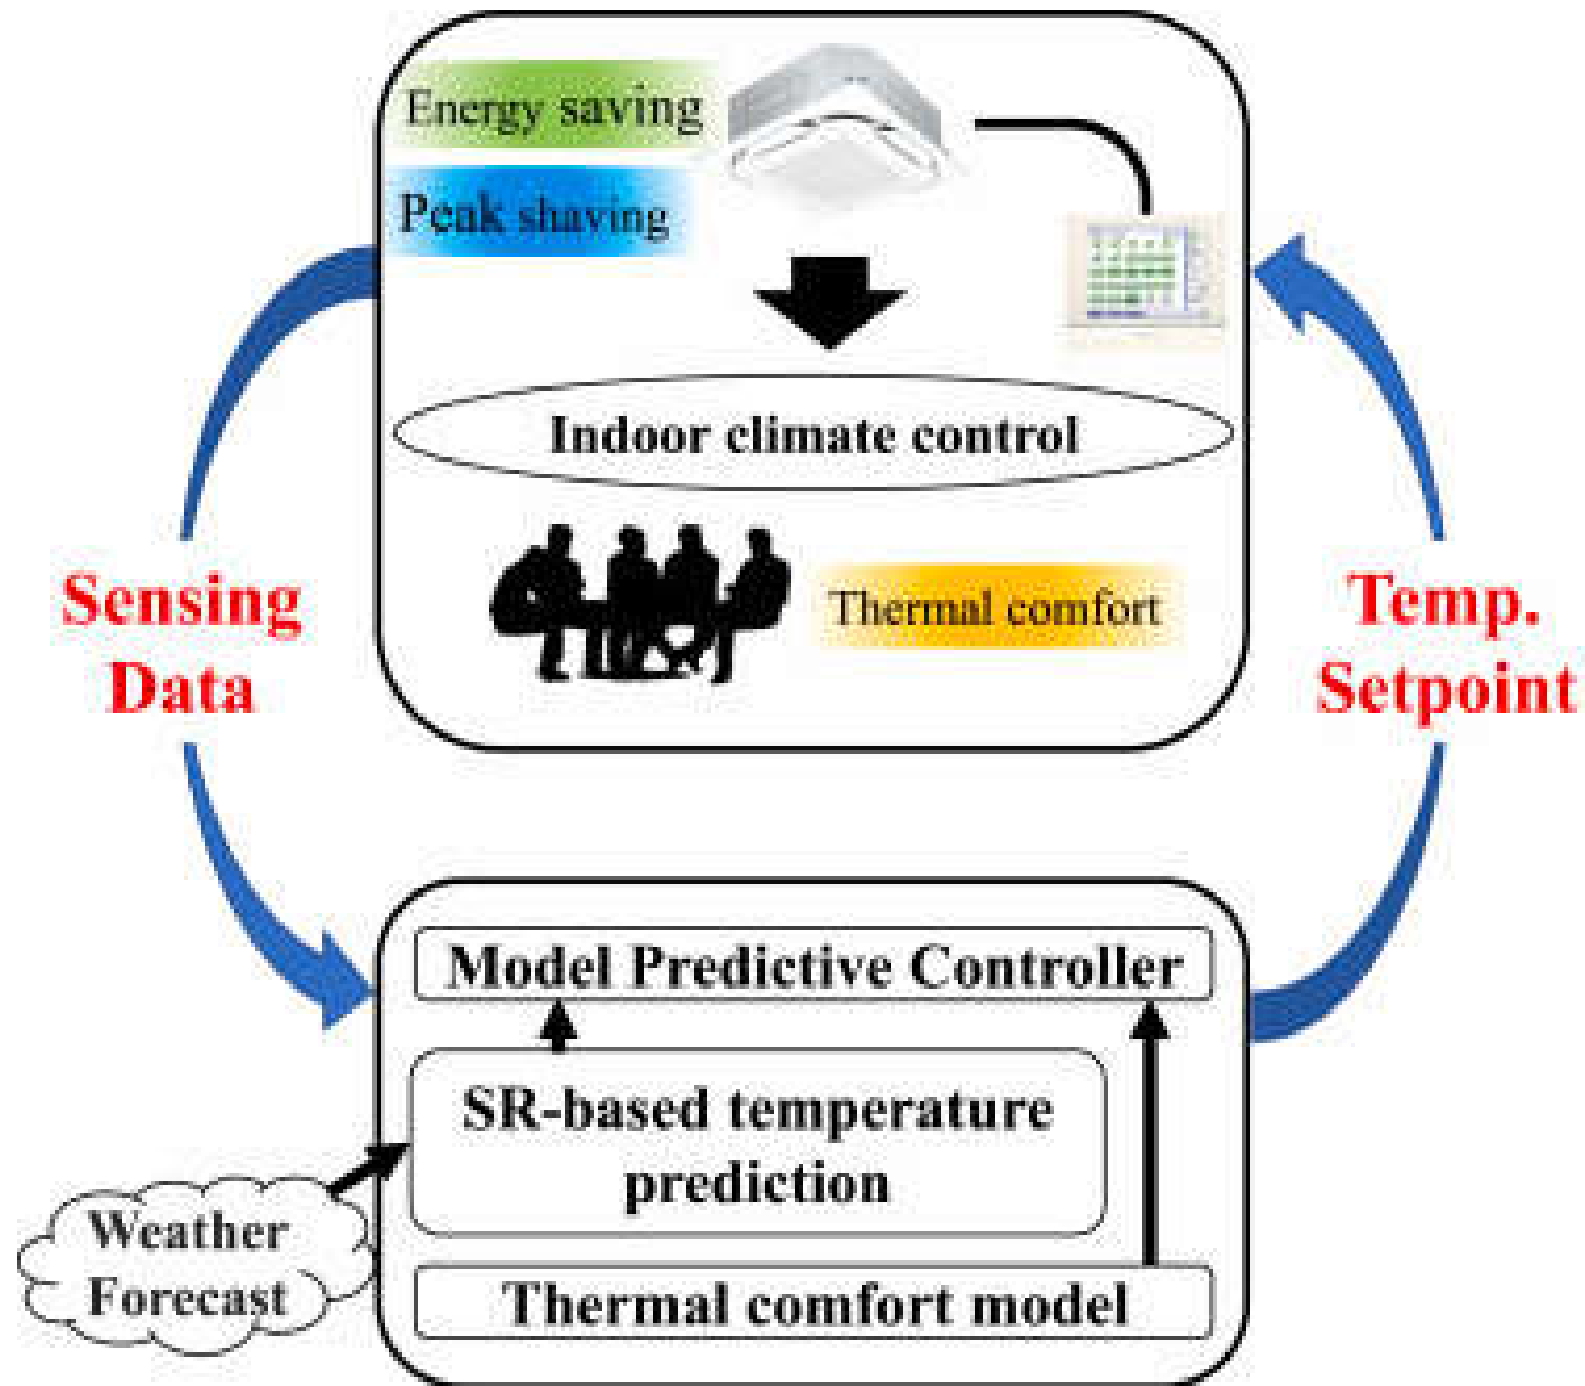 Energy saving
Peak shaving
Indoor climate control
Thermal comfort
Sensing
Data
Temp.
Setpoint
Model Predictive Controller
SR-based temperature
prediction
Weather
Forecast
Thermal comfort model